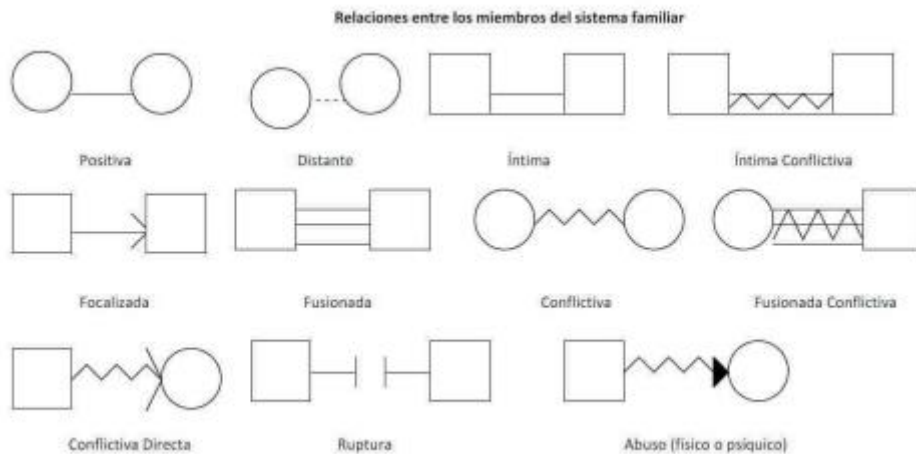 Relaciones entre los miembros del sistema familiar
Positiva
Distante
Íntima
Íntima Conflictiva
Focalizada
Fusionada
Conflictiva
Fusionada Conflictiva
Conflictiva Directa
Ruptura
Abuso (físico o psíquico)